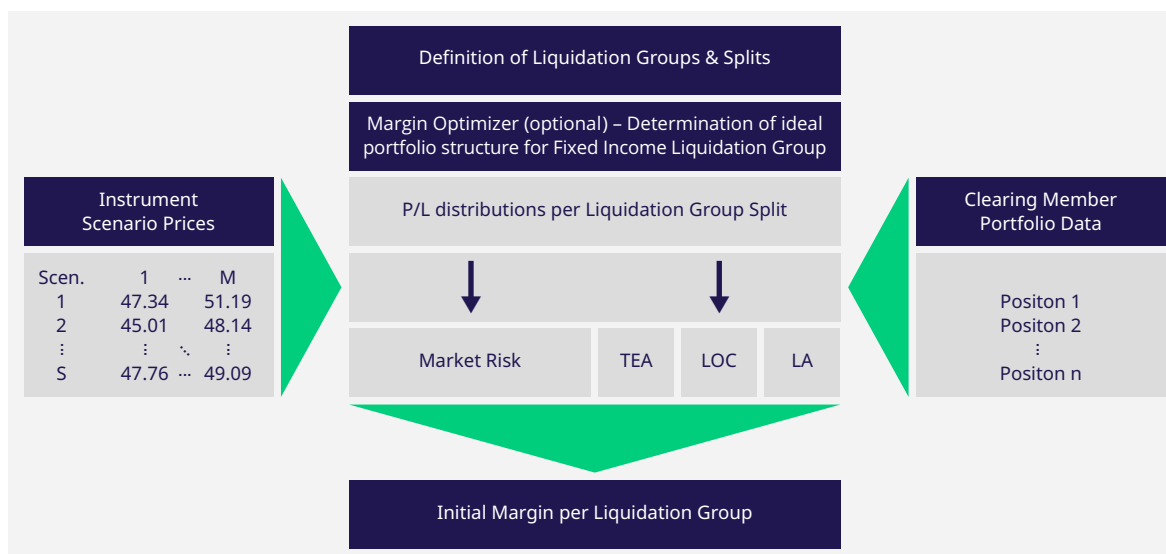 Definition of Liquidation Groups & Splits
Margin Optimizer (optional) – Determination of ideal
portfolio structure for Fixed Income Liquidation Group
Instrument
Scenario Prices
P/L distributions per Liquidation Group Split
Clearing Member
Portfolio Data
Scen. 1 ... M
1 47.34 51.19
2 45.01 48.14
⋮ ⋮ ⋱ ⋮
S 47.76 ... 49.09
Positon 1
Positon 2
⋮
Positon n
Market Risk
TEA
LOC
LA
Initial Margin per Liquidation Group